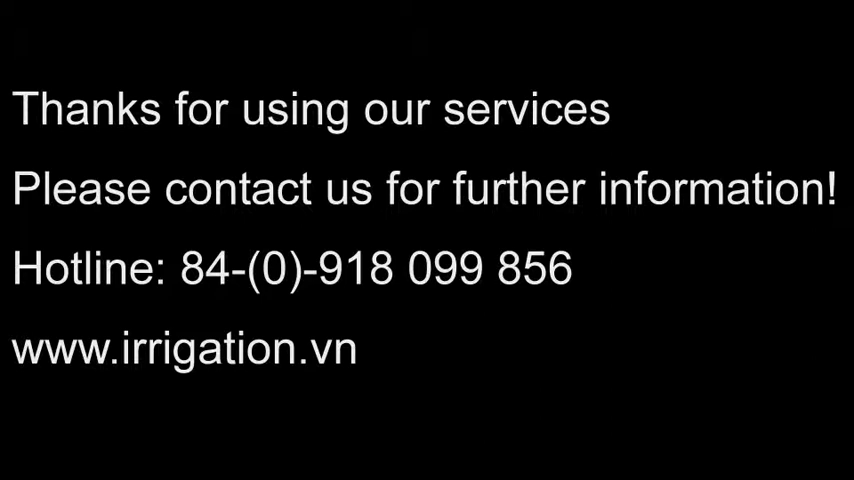 Thanks for using our services
Please contact us for further information!
Hotline: 84-(0)-918 099 856
www.irrigation.vn